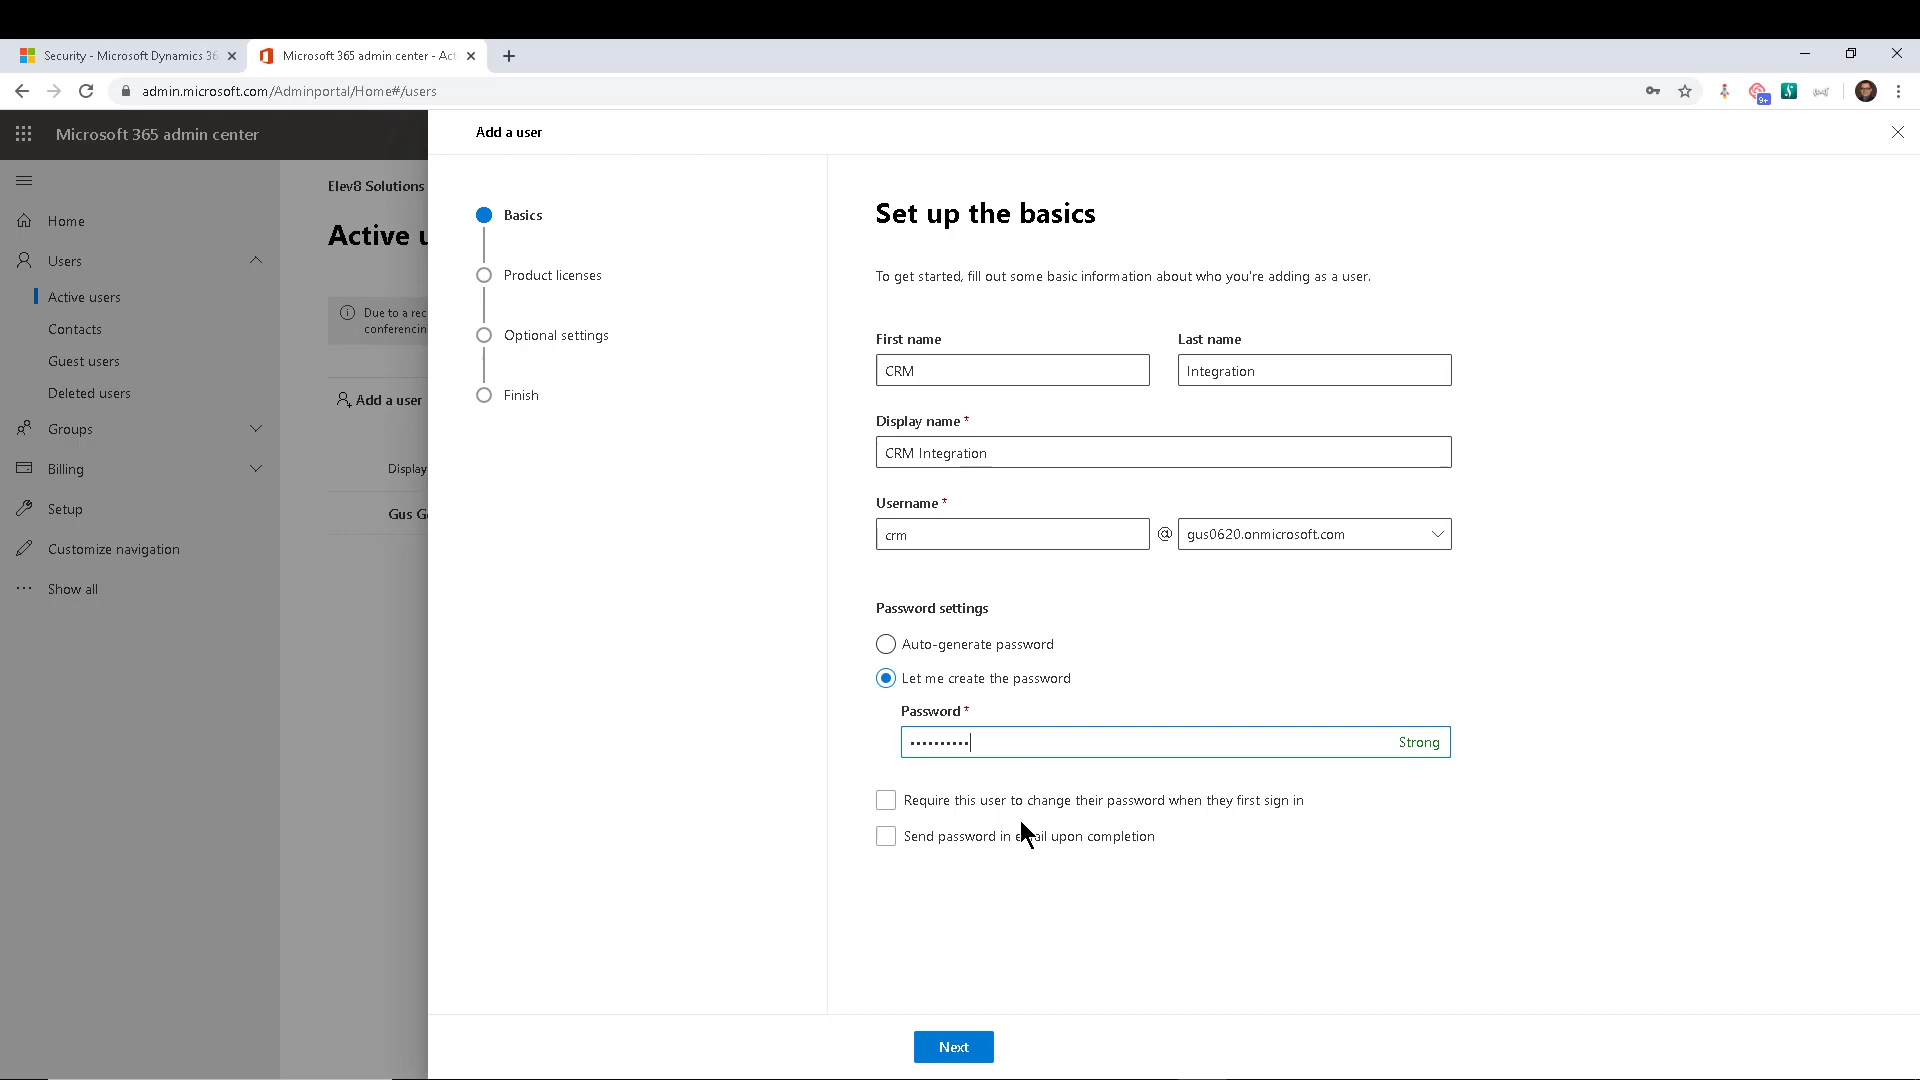 Security - Microsoft Dynamics 36
Microsoft 365 admin center - Act
admin.microsoft.com/Adminportal/Home#/users
9+
Microsoft 365 admin center
Add a user
Elev8 Solutions
Home
Users
Active users
Contacts
Guest users
Deleted users
Groups
Billing
Setup
Customize navigation
Show all
Active u
Due to a rec
conferencin
Add a user
Display
Gus G
Basics
Product licenses
Optional settings
Finish
Set up the basics
To get started, fill out some basic information about who you're adding as a user.
First name
Last name
CRM
Integration
Display name *
CRM Integration
Username *
crm
@
gus0620.onmicrosoft.com
Password settings
Auto-generate password
Let me create the password
Password *
••••••••••
Strong
Require this user to change their password when they first sign in
Send password in email upon completion
Next